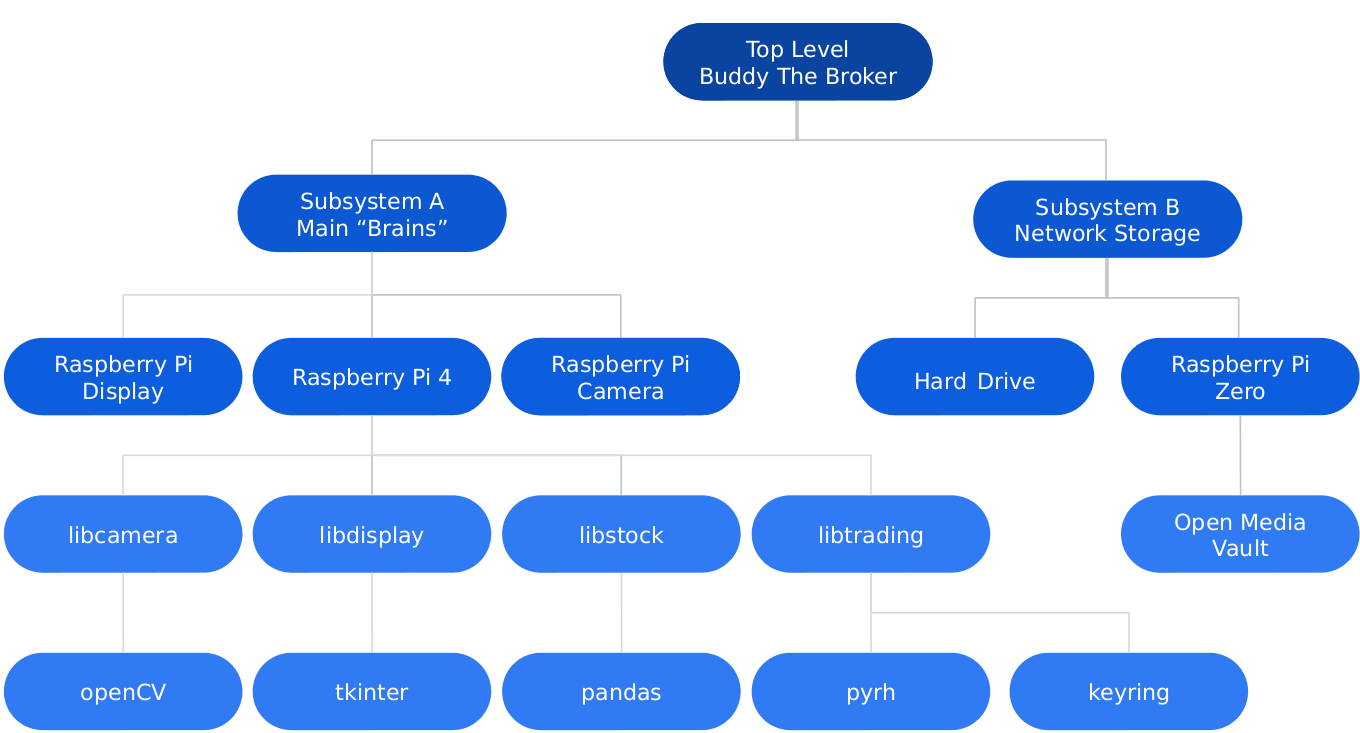 Top Level
Buddy The Broker
Subsystem A
Main “Brains”
Subsystem B
Network Storage
Raspberry Pi
Display
Raspberry Pi 4
Raspberry Pi
Camera
Hard Drive
Raspberry Pi
Zero
libcamera
libdisplay
libstock
libtrading
Open Media
Vault
openCV
tkinter
pandas
pyrh
keyring